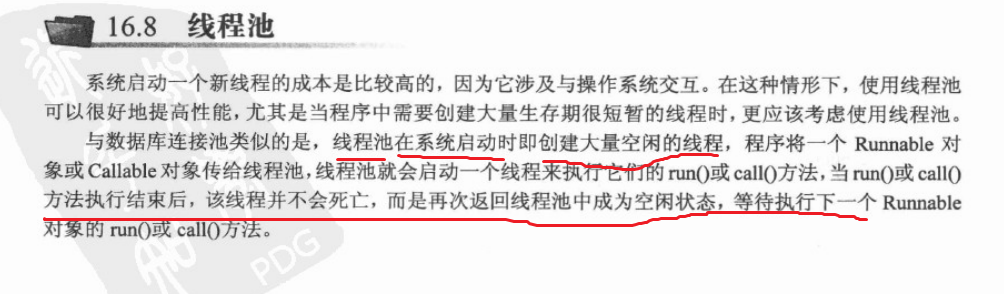 16.8 线程池
系统启动一个新线程的成本是比较高的，因为它涉及与操作系统交互。在这种情形下，使用线程池
可以很好地提高性能，尤其是当程序中需要创建大量生存期很短暂的线程时，更应该考虑使用线程池。
与数据库连接池类似的是，线程池在系统启动时即创建大量空闲的线程，程序将一个 Runnable 对
象或 Callable 对象传给线程池，线程池就会启动一个线程来执行它们的 run()或 call()方法，当 run()或 call()
方法执行结束后，该线程并不会死亡，而是再次返回线程池中成为空闲状态，等待执行下一个 Runnable
对象的 run()或 call()方法。
PDG